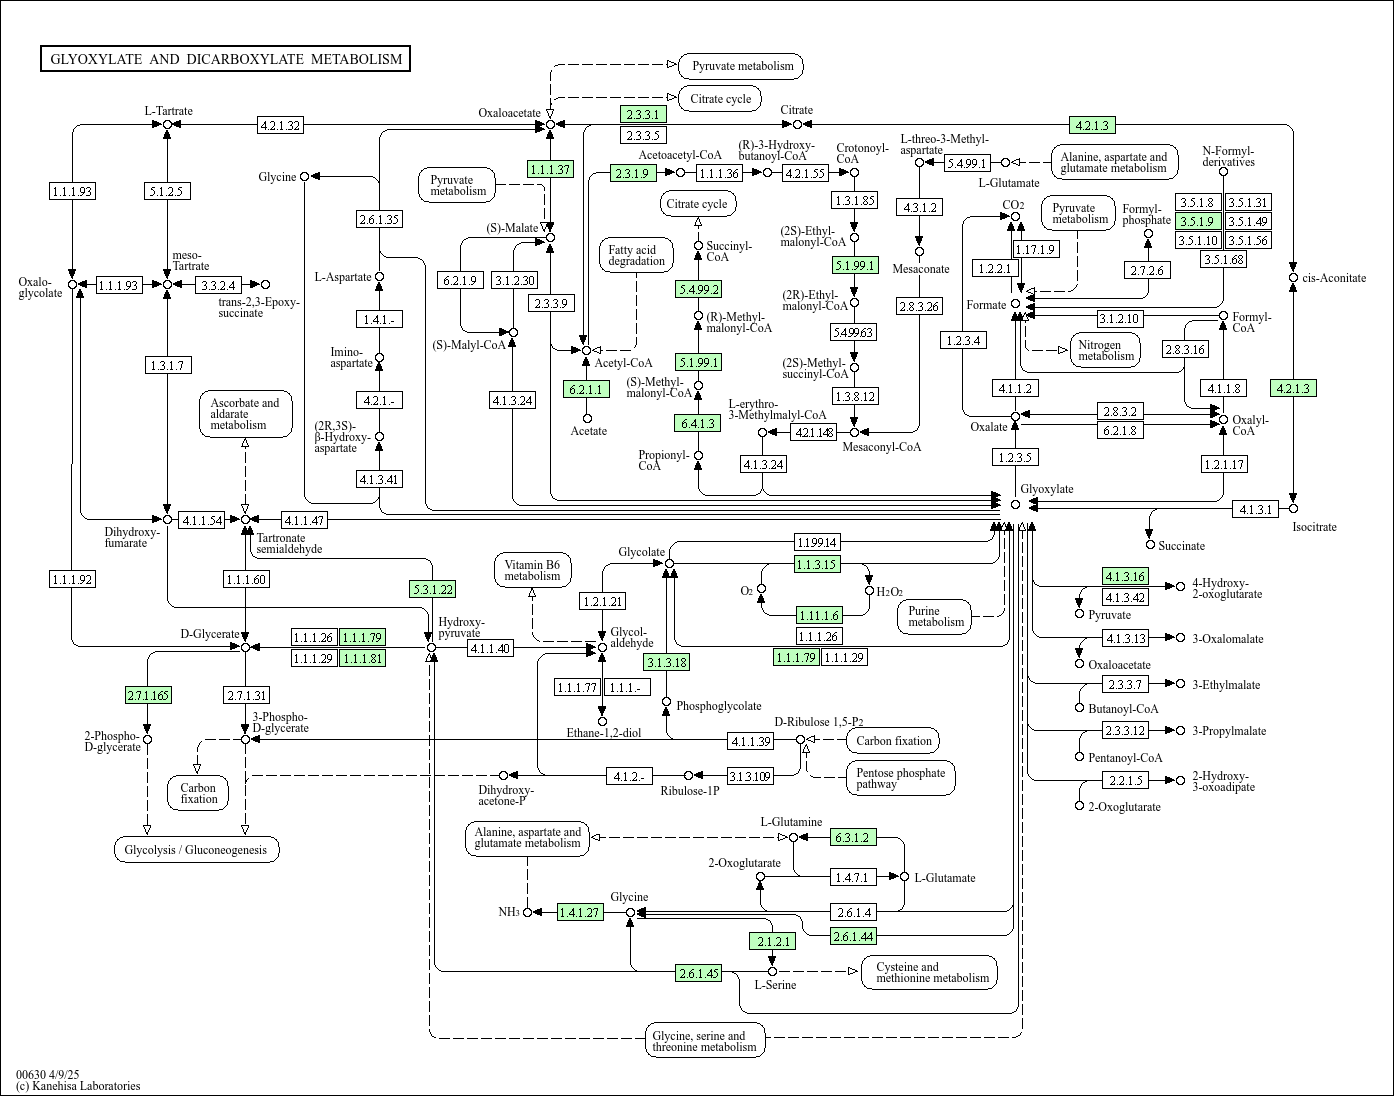 GLYOXYLATE AND DICARBOXYLATE METABOLISM
Pyruvate metabolism
Citrate cycle
L-Tartrate
4.2.1.32
Oxaloacetate
2.3.3.1
2.3.3.5
Citrate
4.2.1.3
Glycine
1.1.1.93
5.1.2.5
2.6.1.35
Pyruvate
metabolism
1.1.1.37
Acetoacetyl-CoA
2.3.1.9
1.1.1.36
(R)-3-Hydroxy-
butanoyl-CoA
4.2.1.55
Crotonoyl-
CoA
L-threo-3-Methyl-
aspartate
5.4.99.1
Alanine, aspartate and
glutamate metabolism
L-Glutamate
N-Formyl-
derivatives
Citrate cycle
1.3.1.85
4.3.1.2
CO2
Pyruvate
metabolism
Formyl-
phosphate
3.5.1.8
3.5.1.31
3.5.1.9
3.5.1.49
3.5.1.10
3.5.1.56
3.5.1.68
(S)-Malate
Fatty acid
degradation
Succinyl-
CoA
(2S)-Ethyl-
malonyl-CoA
Mesaconate
1.17.1.9
1.2.2.1
2.7.2.6
meso-
Tartrate
Oxalo-
glycolate
1.1.1.93
3.3.2.4
trans-2,3-Epoxy-
succinate
L-Aspartate
6.2.1.9
3.1.2.30
2.3.3.9
5.4.99.2
5.1.99.1
(2R)-Ethyl-
malonyl-CoA
2.8.3.26
Formate
cis-Aconitate
1.4.1.-
(S)-Malyl-CoA
(R)-Methyl-
malonyl-CoA
5.4.99.63
3.1.2.10
Formyl-
CoA
1.2.3.4
Nitrogen
metabolism
2.8.3.16
1.3.1.7
Imino-
aspartate
Acetyl-CoA
5.1.99.1
(2S)-Methyl-
succinyl-CoA
(S)-Methyl-
malonyl-CoA
6.2.1.1
4.1.3.24
1.3.8.12
4.1.1.2
4.1.1.8
4.2.1.3
Ascorbate and
aldarate
metabolism
4.2.1.-
(2R,3S)-
β-Hydroxy-
aspartate
Acetate
6.4.1.3
L-erythro-
3-Methylmalyl-CoA
4.2.1.148
Mesaconyl-CoA
Oxalate
2.8.3.2
6.2.1.8
Oxalyl-
CoA
Propionyl-
CoA
4.1.3.24
1.2.3.5
1.2.1.17
4.1.3.41
Glyoxylate
4.1.3.1
Isocitrate
Dihydroxy-
fumarate
4.1.1.54
4.1.1.47
Tartronate
semialdehyde
Succinate
Glycolate
1.1.99.14
1.1.1.92
1.1.1.60
5.3.1.22
Vitamin B6
metabolism
1.2.1.21
1.1.3.15
O2
H2O2
1.11.1.6
1.1.1.26
1.1.1.79
1.1.1.29
Purine
metabolism
4.1.3.16
4.1.3.42
4-Hydroxy-
2-oxoglutarate
Pyruvate
D-Glycerate
1.1.1.26
1.1.1.79
1.1.1.29
1.1.1.81
Hydroxy-
pyruvate
4.1.1.40
Glycol-
aldehyde
3.1.3.18
4.1.3.13
3-Oxalomalate
Oxaloacetate
2.7.1.165
2.7.1.31
1.1.1.77
1.1.1.-
Phosphoglycolate
2.3.3.7
3-Ethylmalate
Butanoyl-CoA
2-Phospho-
D-glycerate
3-Phospho-
D-glycerate
Ethane-1,2-diol
D-Ribulose 1,5-P2
4.1.1.39
Carbon fixation
2.3.3.12
3-Propylmalate
Pentanoyl-CoA
Carbon
fixation
Dihydroxy-
acetone-P
4.1.2.-
Ribulose-1P
3.1.3.109
Pentose phosphate
pathway
2.2.1.5
2-Hydroxy-
3-oxoadipate
2-Oxoglutarate
Glycolysis / Gluconeogenesis
Alanine, aspartate and
glutamate metabolism
L-Glutamine
6.3.1.2
2-Oxoglutarate
1.4.7.1
L-Glutamate
Glycine
NH3
1.4.1.27
2.6.1.4
2.1.2.1
2.6.1.44
2.6.1.45
L-Serine
Cysteine and
methionine metabolism
Glycine, serine and
threonine metabolism
00630 4/9/25
(c) Kanehisa Laboratories